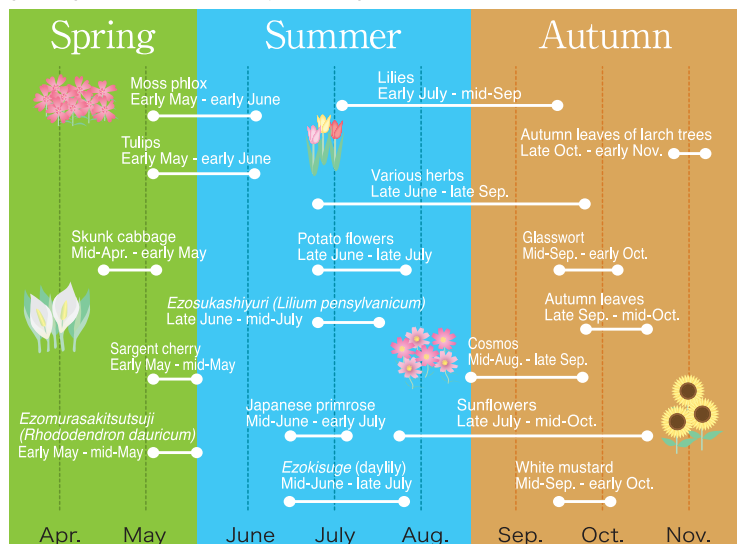 Spring
Summer
Autumn
Moss phlox
Early May - early June
Lilies
Early July - mid-Sep
Tulips
Early May - early June
Autumn leaves of larch trees
Late Oct. - early Nov.
Various herbs
Late June - late Sep.
Skunk cabbage
Mid-Apr. - early May
Potato flowers
Late June - late July
Glasswort
Mid-Sep. - early Oct.
Ezosukashiyuri (Lilium pensylvanicum)
Late June - mid-July
Autumn leaves
Late Sep. - mid-Oct.
Sargent cherry
Early May - mid-May
Cosmos
Mid-Aug. - late Sep.
Ezomurasakitsutsuji
(Rhododendron dauricum)
Early May - mid-May
Japanese primrose
Mid-June - early July
Sunflowers
Late July - mid-Oct.
Ezokisuge (daylily)
Mid-June - late July
White mustard
Mid-Sep. - early Oct.
Apr.
May
June
July
Aug.
Sep.
Oct.
Nov.